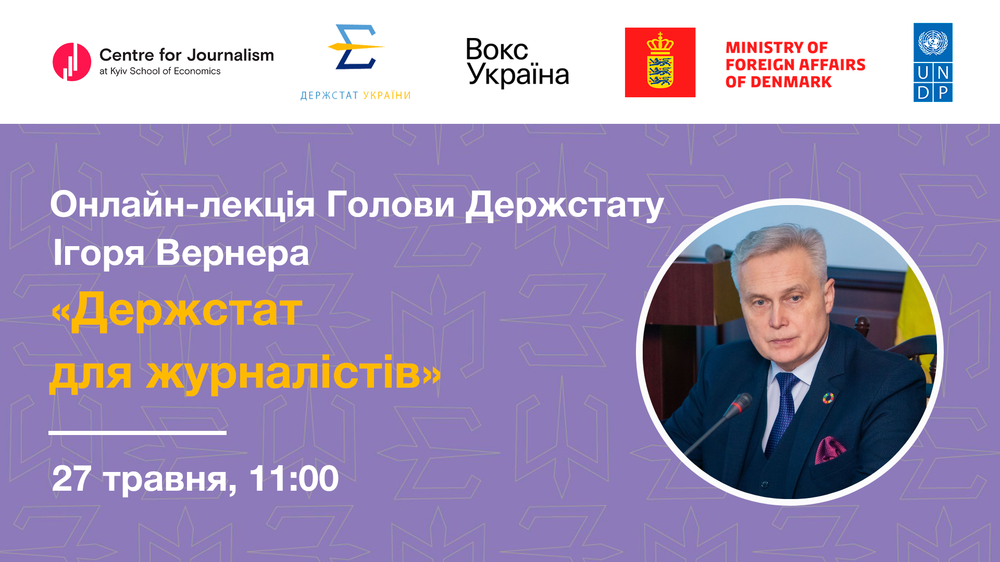 Centre for Journalism
at Kyiv School of Economics
ДЕРЖСТАТ УКРАЇНИ
Вокс
Україна
MINISTRY OF
FOREIGN AFFAIRS
OF DENMARK
U N
D P
Онлайн-лекція Голови Держстату
Ігоря Вернера
«Держстат
для журналістів»
27 травня, 11:00